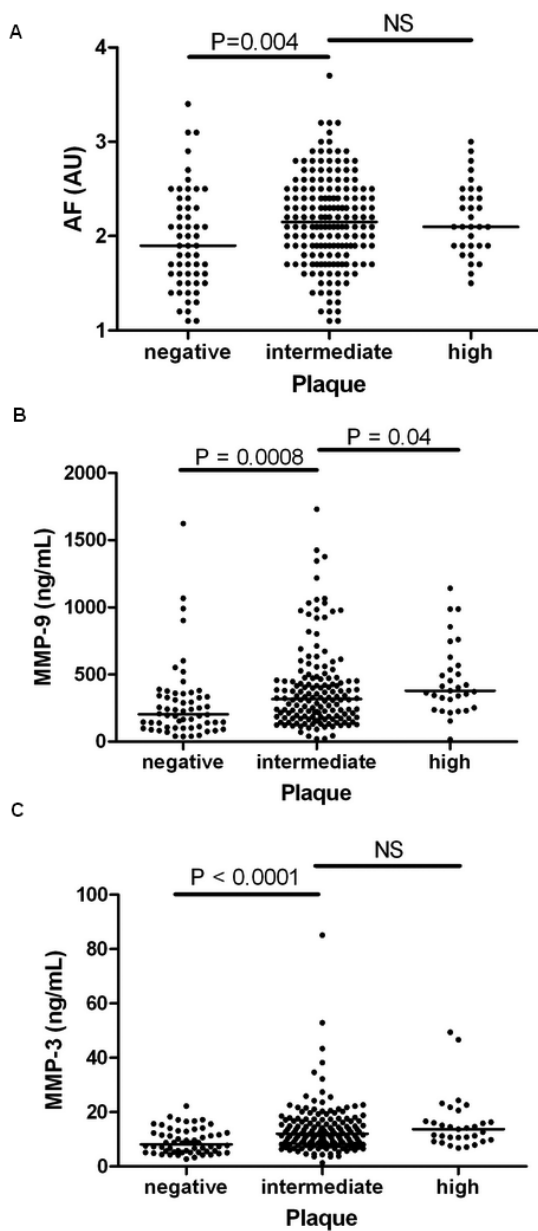 A
P=0.004
NS
4
3
2
1
AF (AU)
negative intermediate high
Plaque
B
P = 0.0008
P = 0.04
2000
1500
1000
500
0
MMP-9 (ng/mL)
negative intermediate high
Plaque
C
P < 0.0001
NS
100
80
60
40
20
0
MMP-3 (ng/mL)
negative intermediate high
Plaque